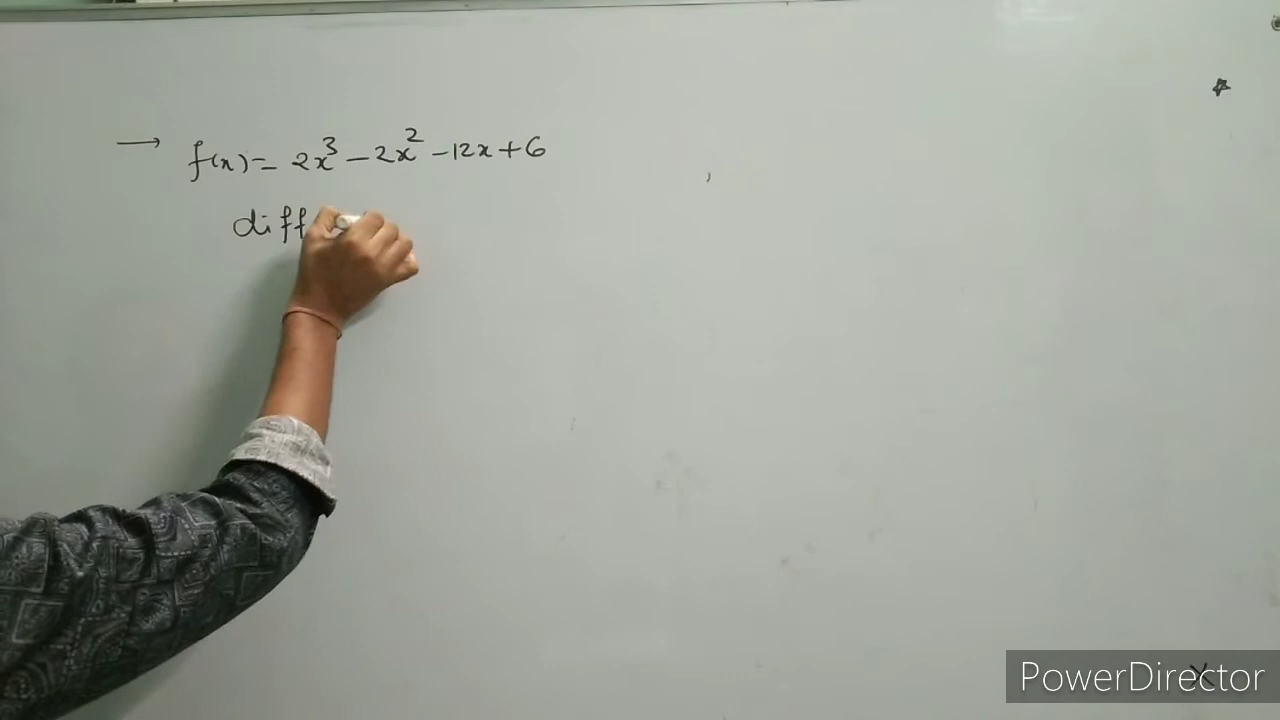 → f(x) = 2x³ - 2x² - 12x + 6
diff
PowerDirector